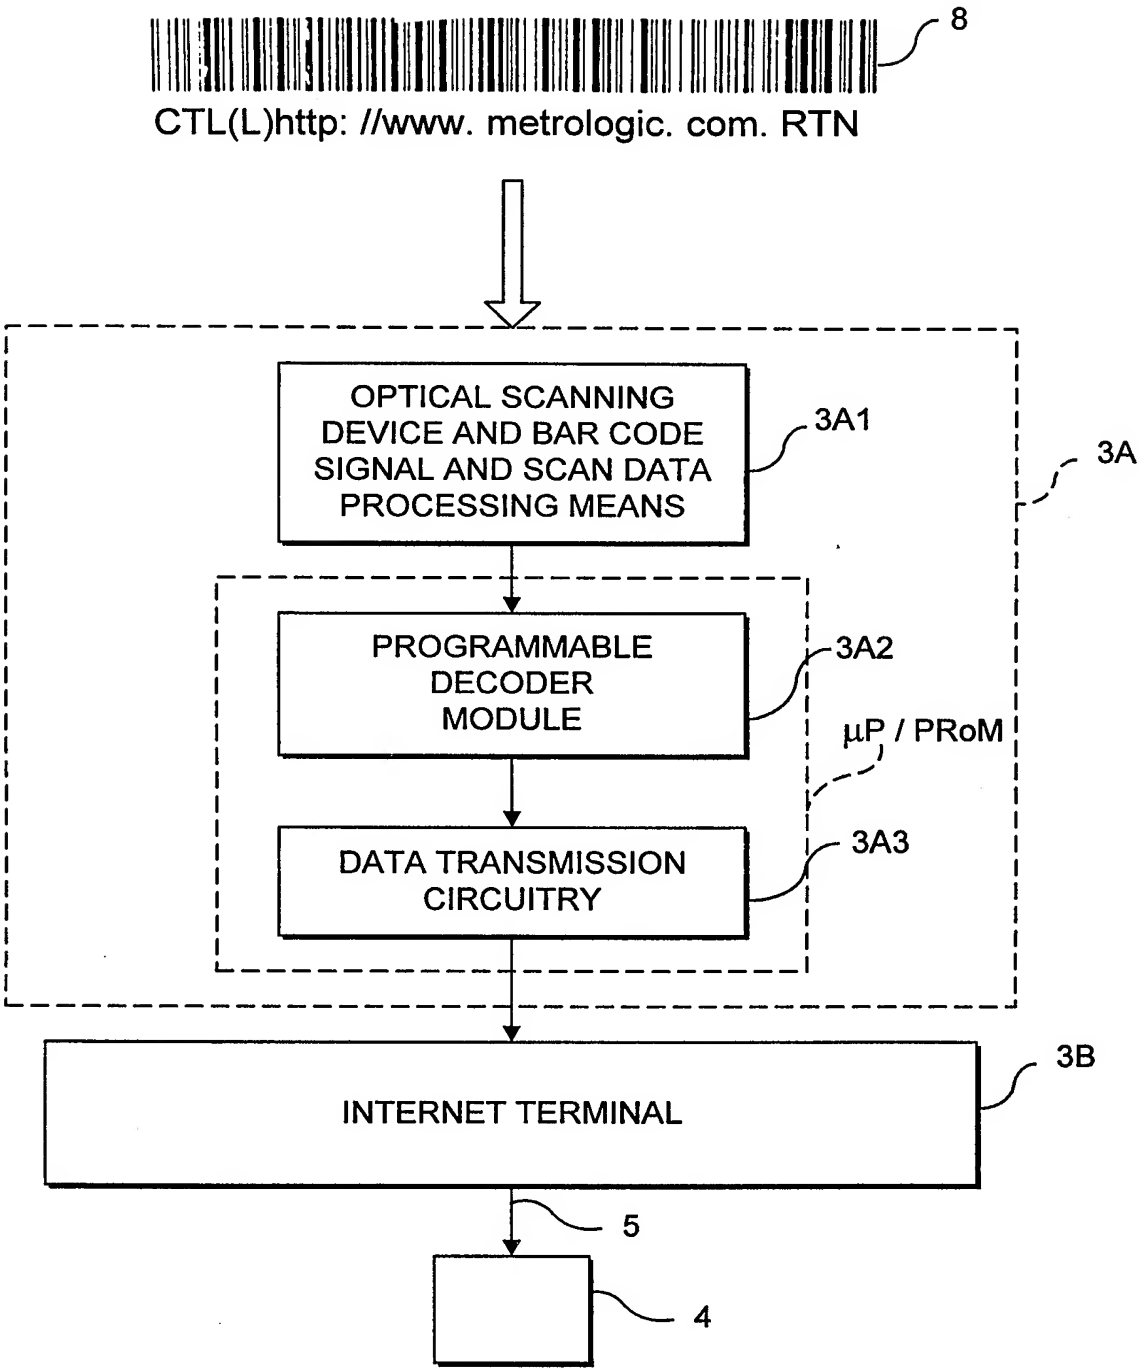 8
CTL(L)http: //www. metrologic. com. RTN
OPTICAL SCANNING
DEVICE AND BAR CODE
SIGNAL AND SCAN DATA
PROCESSING MEANS
3A1
3A
PROGRAMMABLE
DECODER
MODULE
3A2
μP / PRoM
DATA TRANSMISSION
CIRCUITRY
3A3
INTERNET TERMINAL
3B
5
4